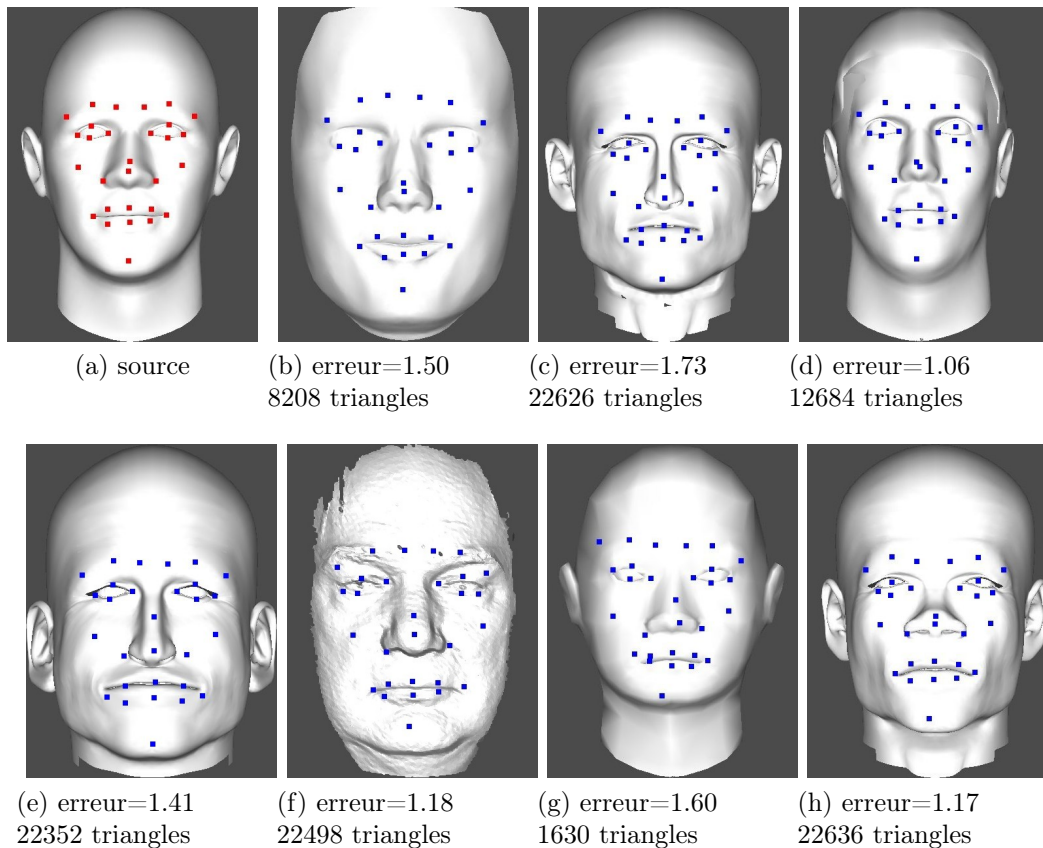 (a) source
(b) erreur=1.50
8208 triangles
(c) erreur=1.73
22626 triangles
(d) erreur=1.06
12684 triangles
(e) erreur=1.41
22352 triangles
(f) erreur=1.18
22498 triangles
(g) erreur=1.60
1630 triangles
(h) erreur=1.17
22636 triangles